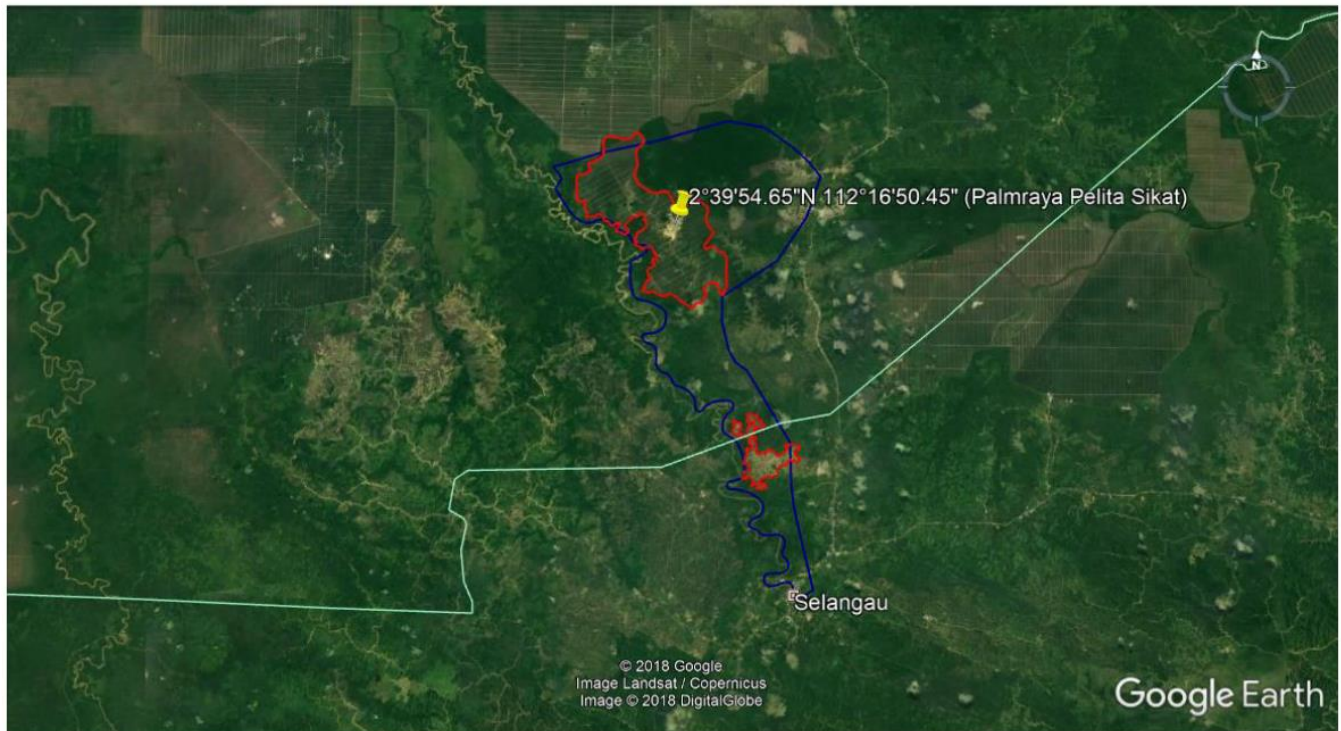 N
2°39'54.65"N 112°16'50.45" (Palmraya Pelita Sikat)
Selangau
© 2018 Google
Image Landsat / Copernicus
Image © 2018 DigitalGlobe
Google Earth